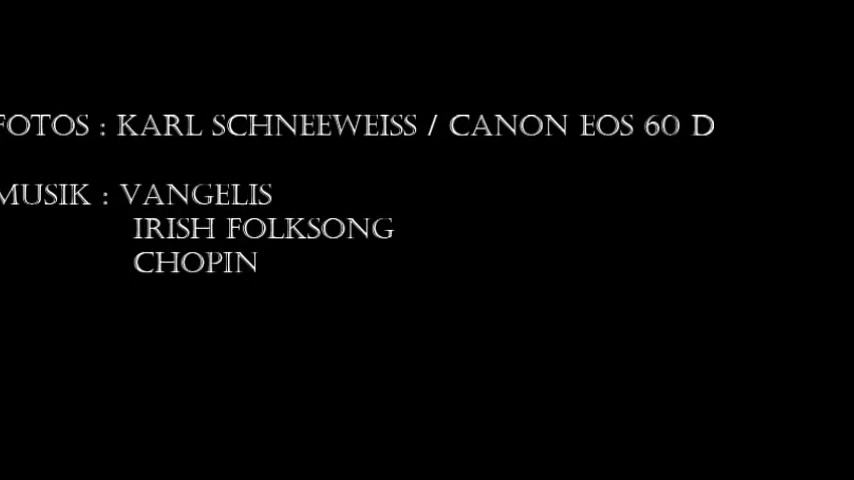 FOTOS : KARL SCHNEEWEISS / CANON EOS 60 D
MUSIK : VANGELIS
IRISH FOLKSONG
CHOPIN